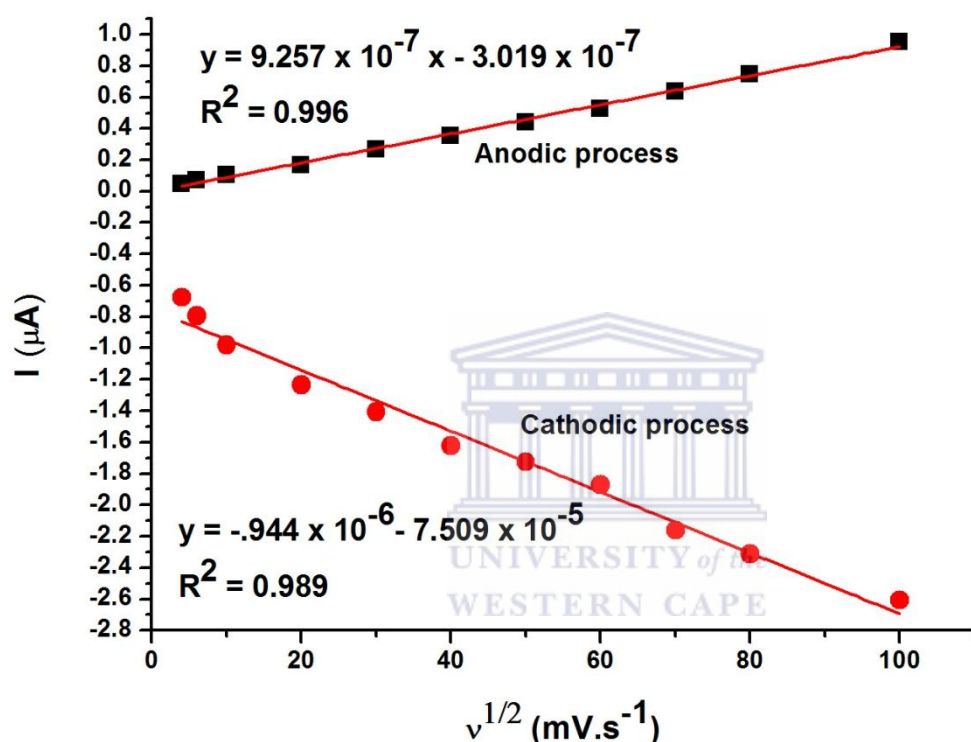 I (μA)
1.0
0.8
0.6
0.4
0.2
0.0
-0.2
-0.4
-0.6
-0.8
-1.0
-1.2
-1.4
-1.6
-1.8
-2.0
-2.2
-2.4
-2.6
-2.8
y = 9.257 x 10⁻⁷ x - 3.019 x 10⁻⁷
R² = 0.996
Anodic process
Cathodic process
y = -.944 x 10⁻⁶ - 7.509 x 10⁻⁵
R² = 0.989
UNIVERSITY of the
WESTERN CAPE
0 20 40 60 80 100
ν¹ᐟ² (mV.s⁻¹)